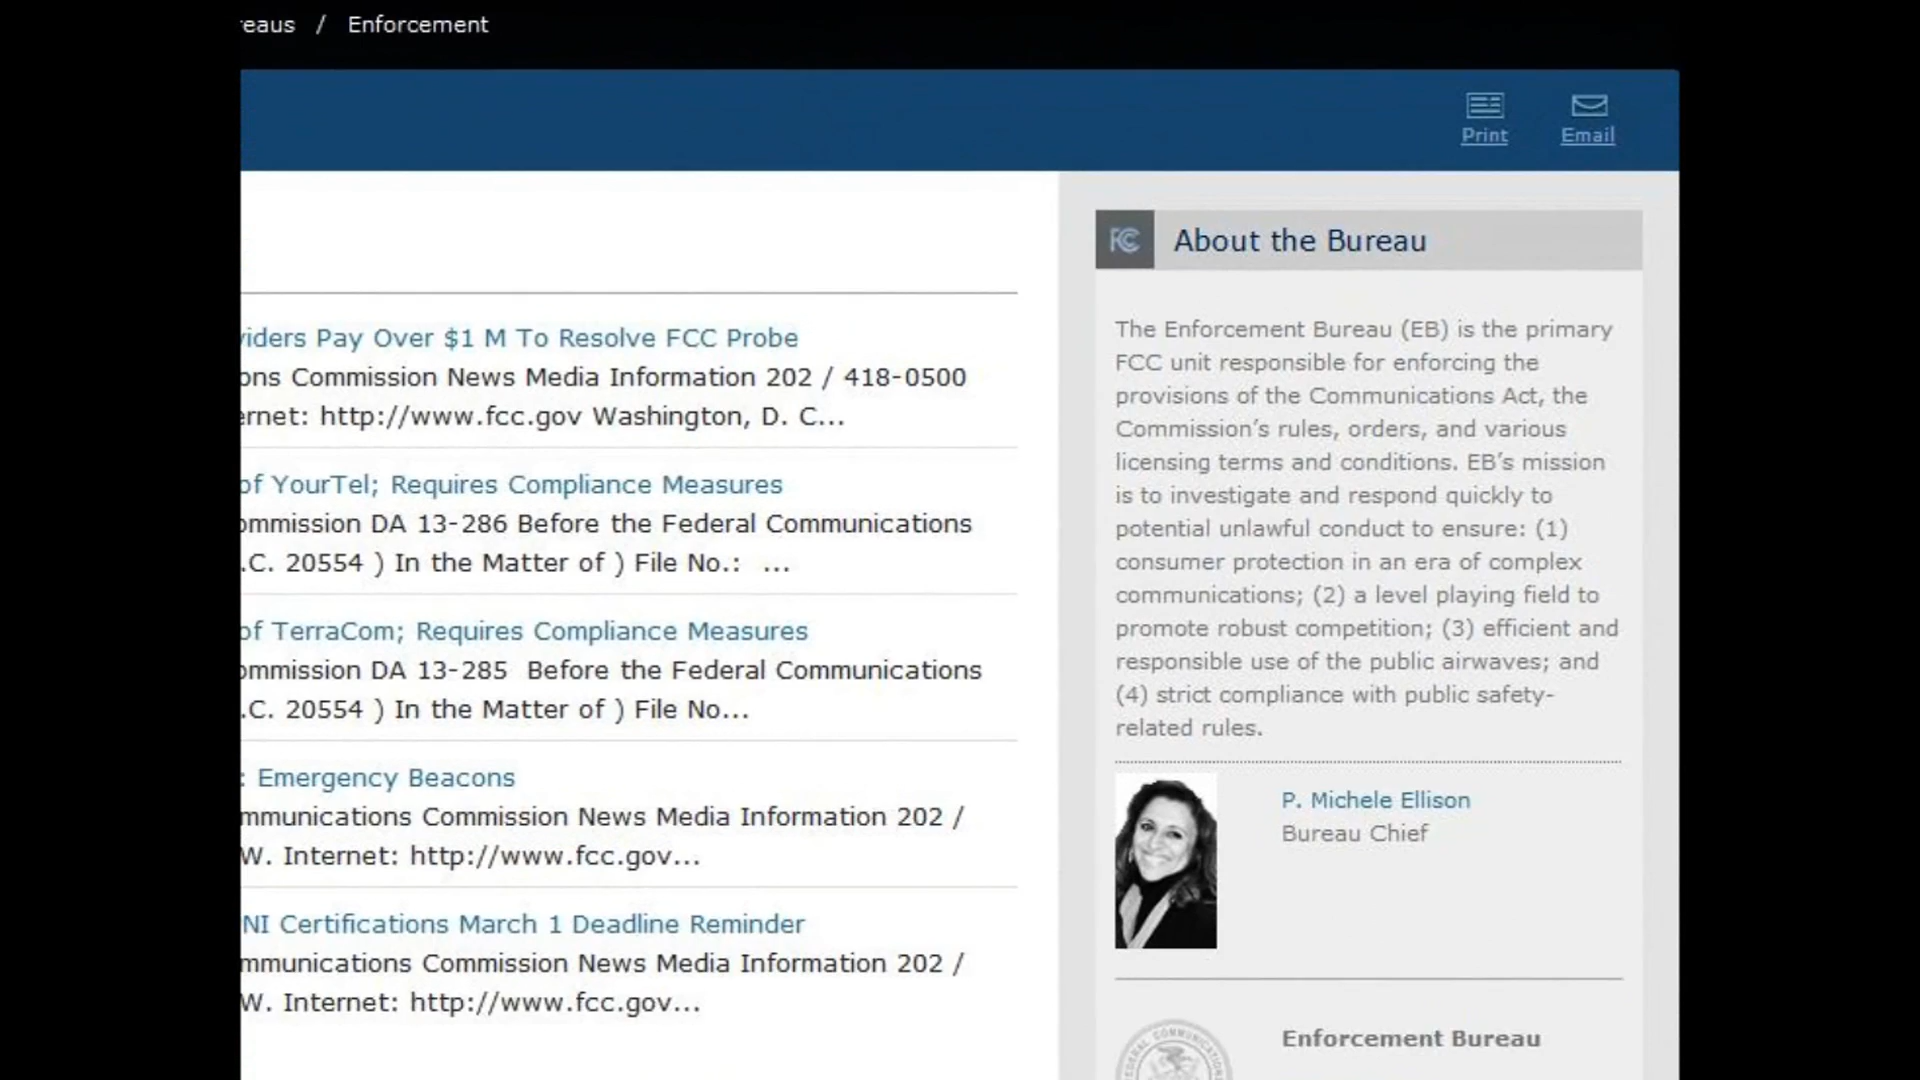 / Enforcement
Print
Email
FCC
About the Bureau
Pay Over $1 M To Resolve FCC Probe
Commission News Media Information 202 / 418-0500
http://www.fcc.gov Washington, D. C...
of YourTel; Requires Compliance Measures
DA 13-286 Before the Federal Communications
.C. 20554 ) In the Matter of ) File No.: ...
of TerraCom; Requires Compliance Measures
DA 13-285 Before the Federal Communications
.C. 20554 ) In the Matter of ) File No...
: Emergency Beacons
Communications Commission News Media Information 202 /
W. Internet: http://www.fcc.gov...
NI Certifications March 1 Deadline Reminder
Communications Commission News Media Information 202 /
W. Internet: http://www.fcc.gov...
The Enforcement Bureau (EB) is the primary
FCC unit responsible for enforcing the
provisions of the Communications Act, the
Commission’s rules, orders, and various
licensing terms and conditions. EB’s mission
is to investigate and respond quickly to
potential unlawful conduct to ensure: (1)
consumer protection in an era of complex
communications; (2) a level playing field to
promote robust competition; (3) efficient and
responsible use of the public airwaves; and
(4) strict compliance with public safety-
related rules.
P. Michele Ellison
Bureau Chief
Enforcement Bureau